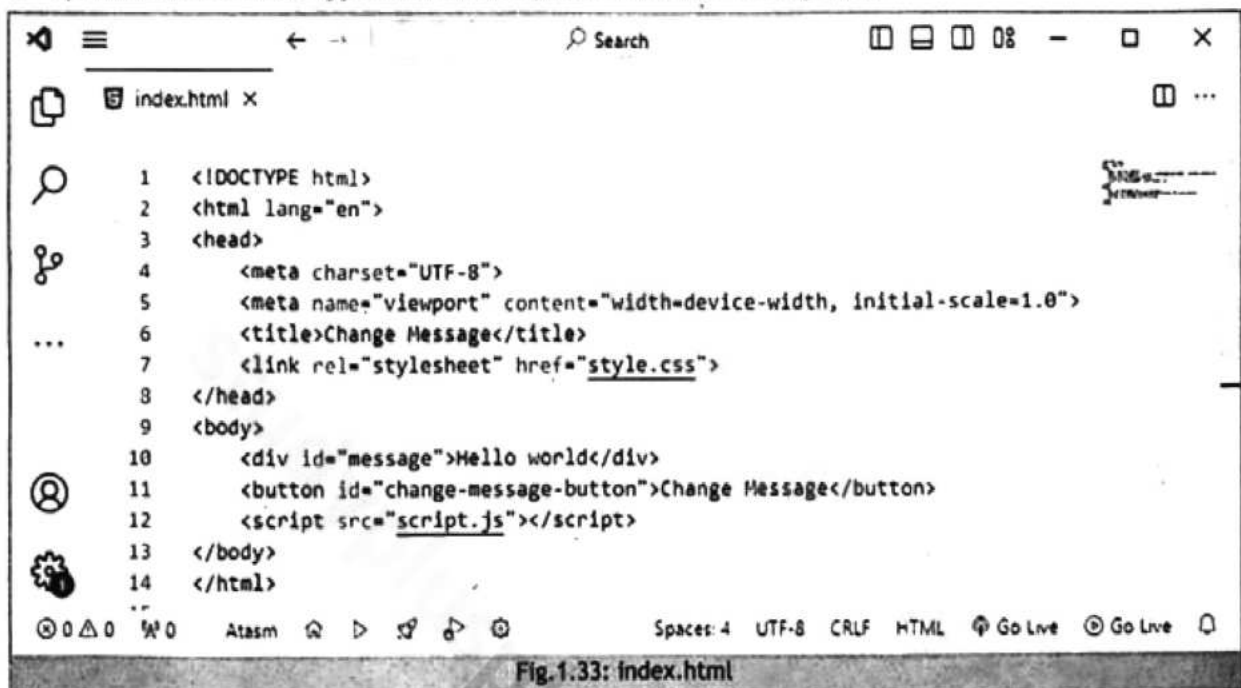 Search
index.html ×
1 <!DOCTYPE html>
2 <html lang="en">
3 <head>
4 <meta charset="UTF-8">
5 <meta name="viewport" content="width=device-width, initial-scale=1.0">
6 <title>Change Message</title>
7 <link rel="stylesheet" href="style.css">
8 </head>
9 <body>
10 <div id="message">Hello world</div>
11 <button id="change-message-button">Change Message</button>
12 <script src="script.js"></script>
13 </body>
14 </html>
0 0 0 Atasm Spaces: 4 UTF-8 CRLF HTML Go Live Go Live
Fig.1.33: index.html